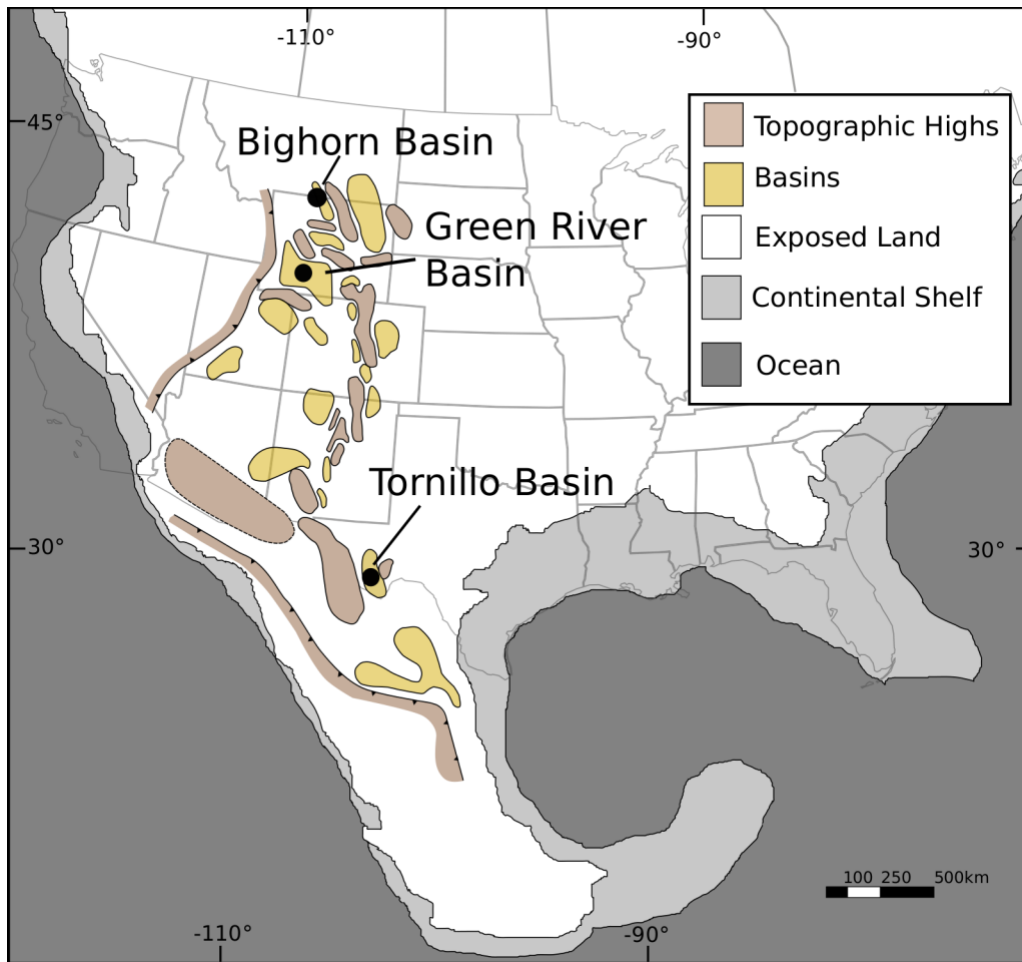 -110°
-90°
45°
Bighorn Basin
Green River
Basin
Topographic Highs
Basins
Exposed Land
Continental Shelf
Ocean
Tornillo Basin
30°
30°
100 250 500km
-110°
-90°